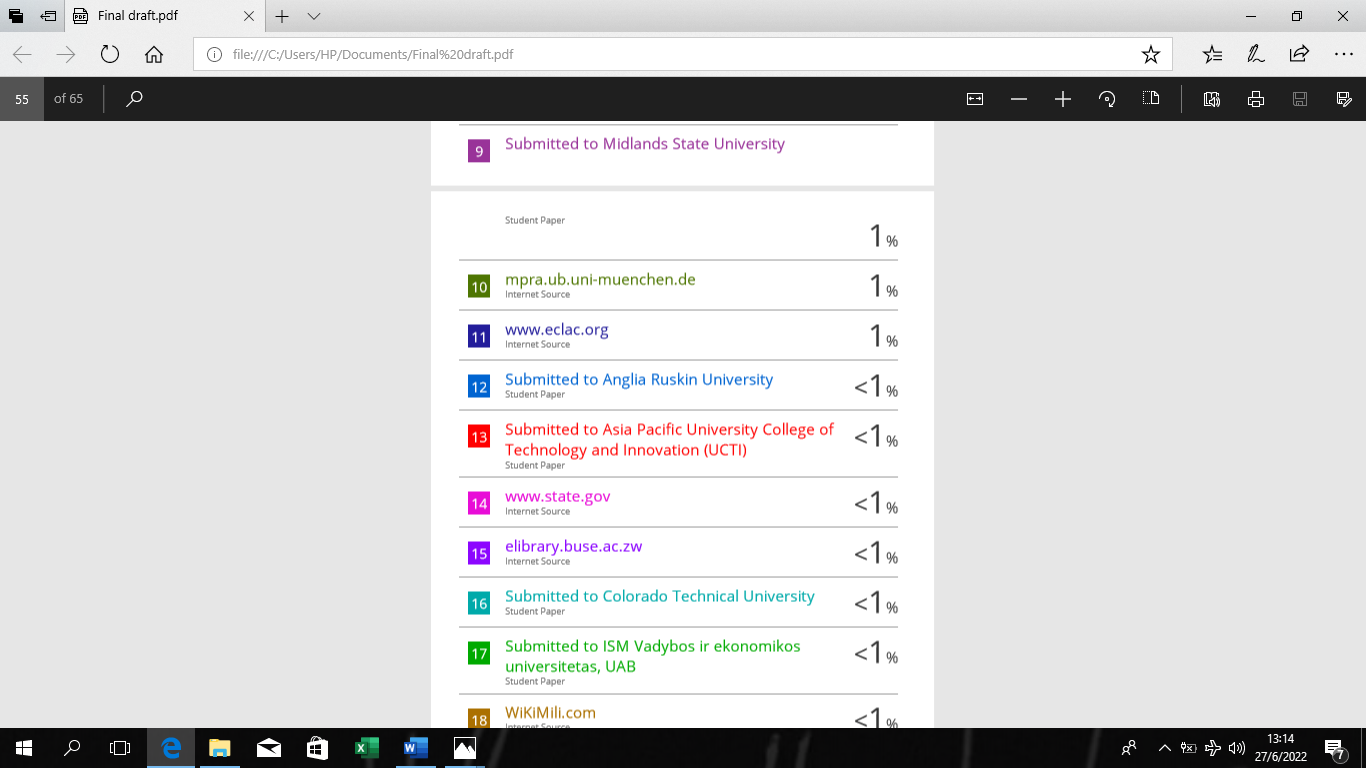 Final draft.pdf
file:///C:/Users/HP/Documents/Final%20draft.pdf
55 of 65
9 Submitted to Midlands State University
Student Paper
1 %
10 mpra.ub.uni-muenchen.de 1 %
Internet Source
11 www.eclac.org 1 %
Internet Source
12 Submitted to Anglia Ruskin University <1 %
Student Paper
13 Submitted to Asia Pacific University College of <1 %
Technology and Innovation (UCTI)
Student Paper
14 www.state.gov <1 %
Internet Source
15 elibrary.buse.ac.zw <1 %
Internet Source
16 Submitted to Colorado Technical University <1 %
Student Paper
17 Submitted to ISM Vadybos ir ekonomikos <1 %
universitetas, UAB
Student Paper
18 WiKiMili.com <1 %
Internet Source
13:14
27/6/2022
7